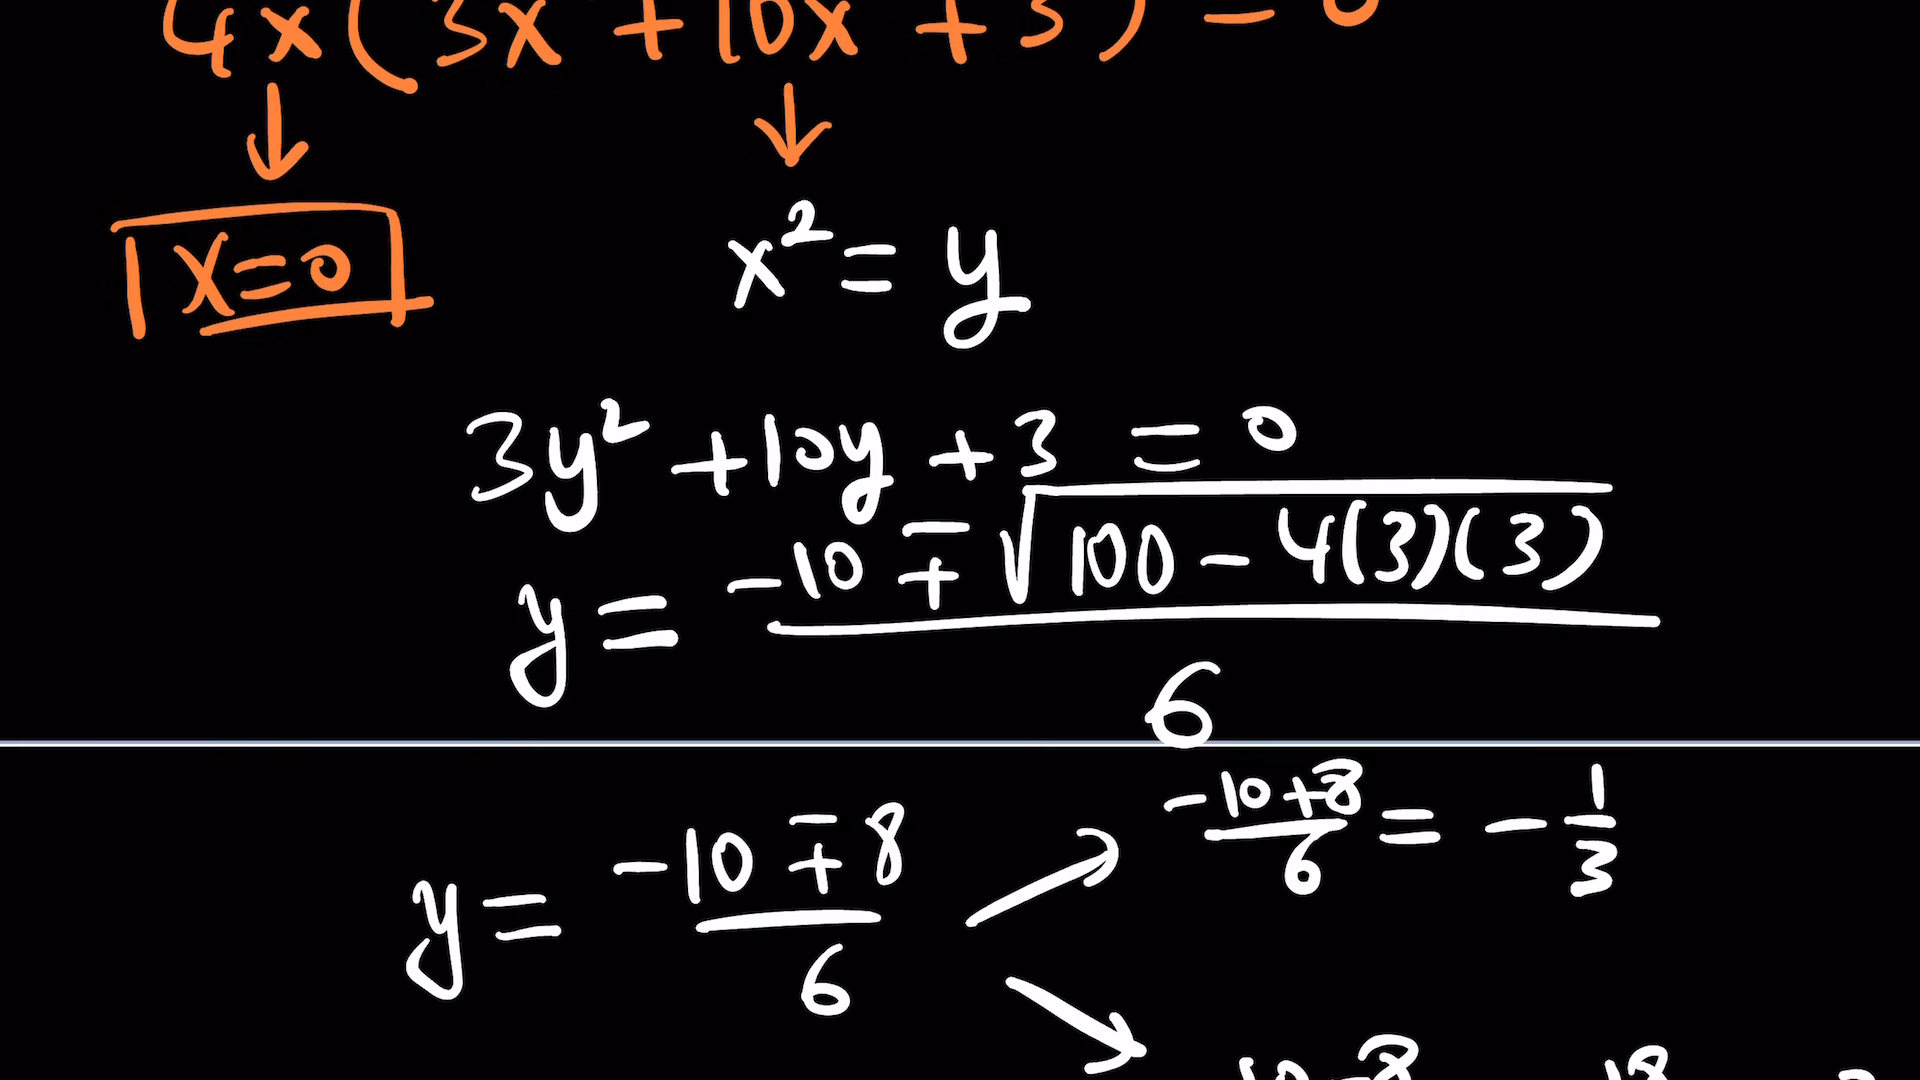 4x(3x + 10x + 3) = 0
x=0
x² = y
3y² + 10y + 3 = 0
y = (-10 ∓ √(100 - 4(3)(3))) / 6
(-10+8)/6 = -1/3
y = (-10 ∓ 8)/6